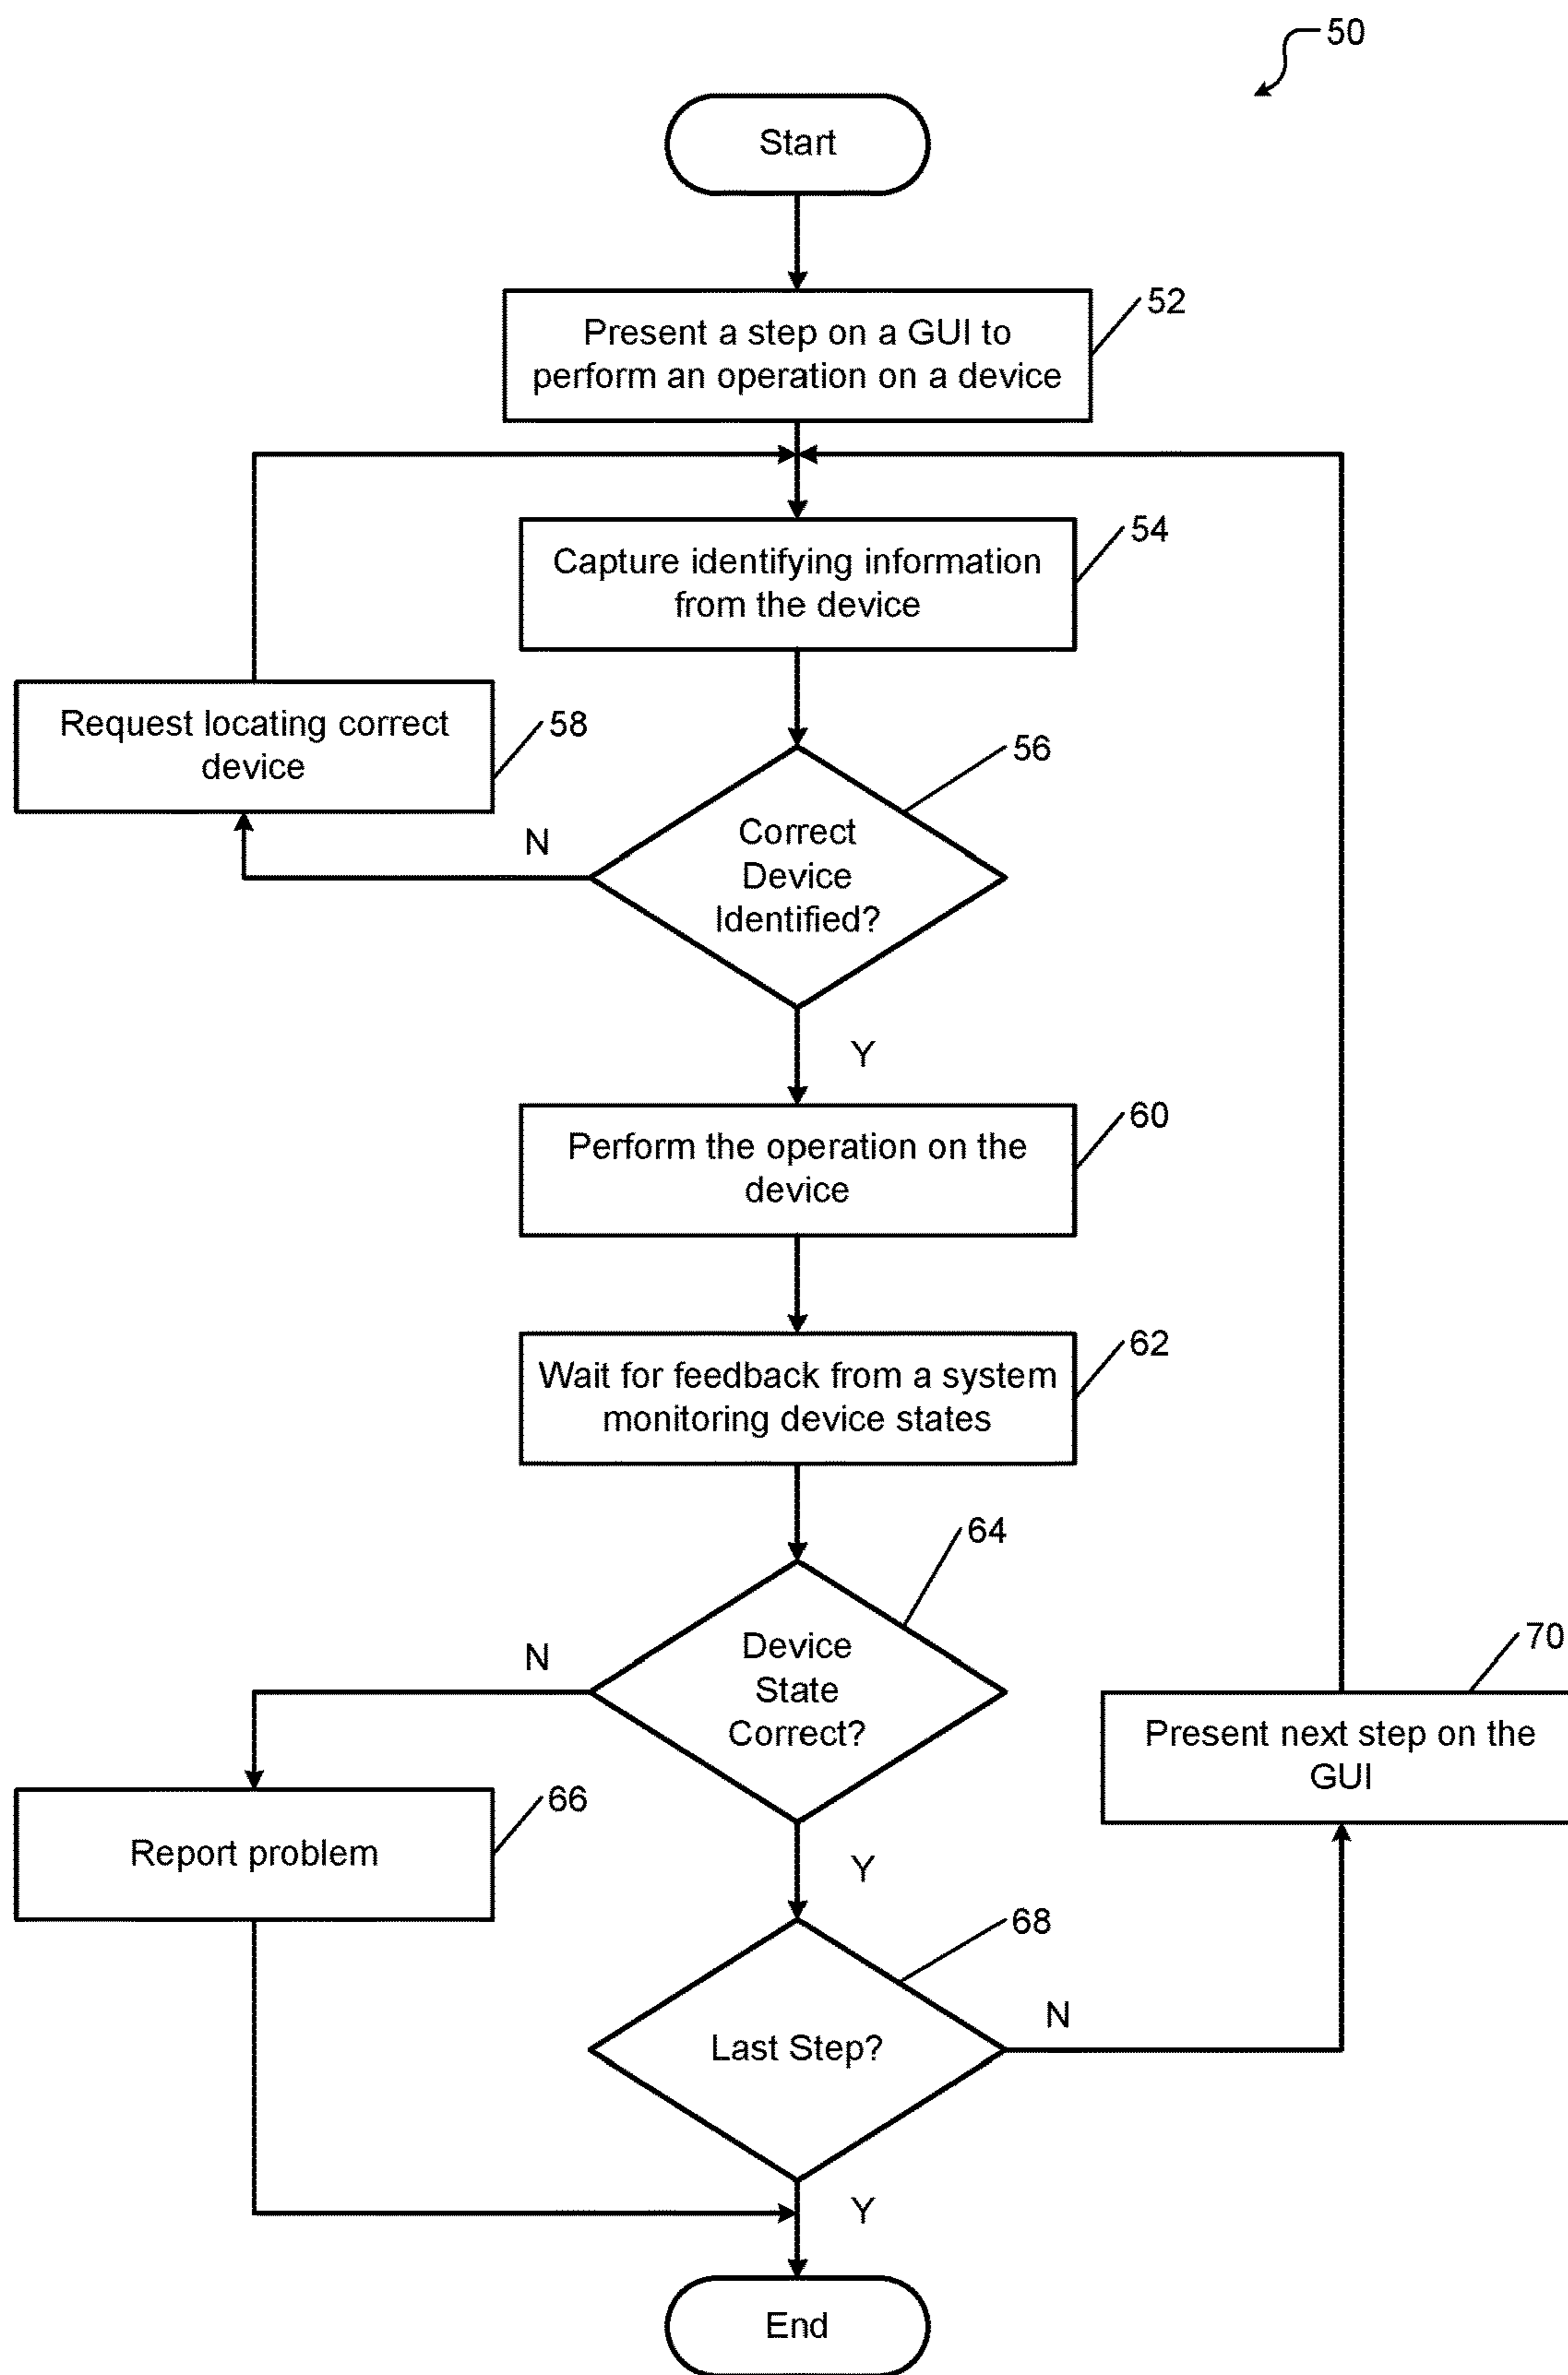 50
Start
52
Present a step on a GUI to
perform an operation on a device
54
Capture identifying information
from the device
Request locating correct
device
58
56
Correct
Device
Identified?
N
Y
60
Perform the operation on the
device
62
Wait for feedback from a system
monitoring device states
64
Device
State
Correct?
N
70
Present next step on the
GUI
66
Report problem
Y
68
Last Step?
N
Y
End